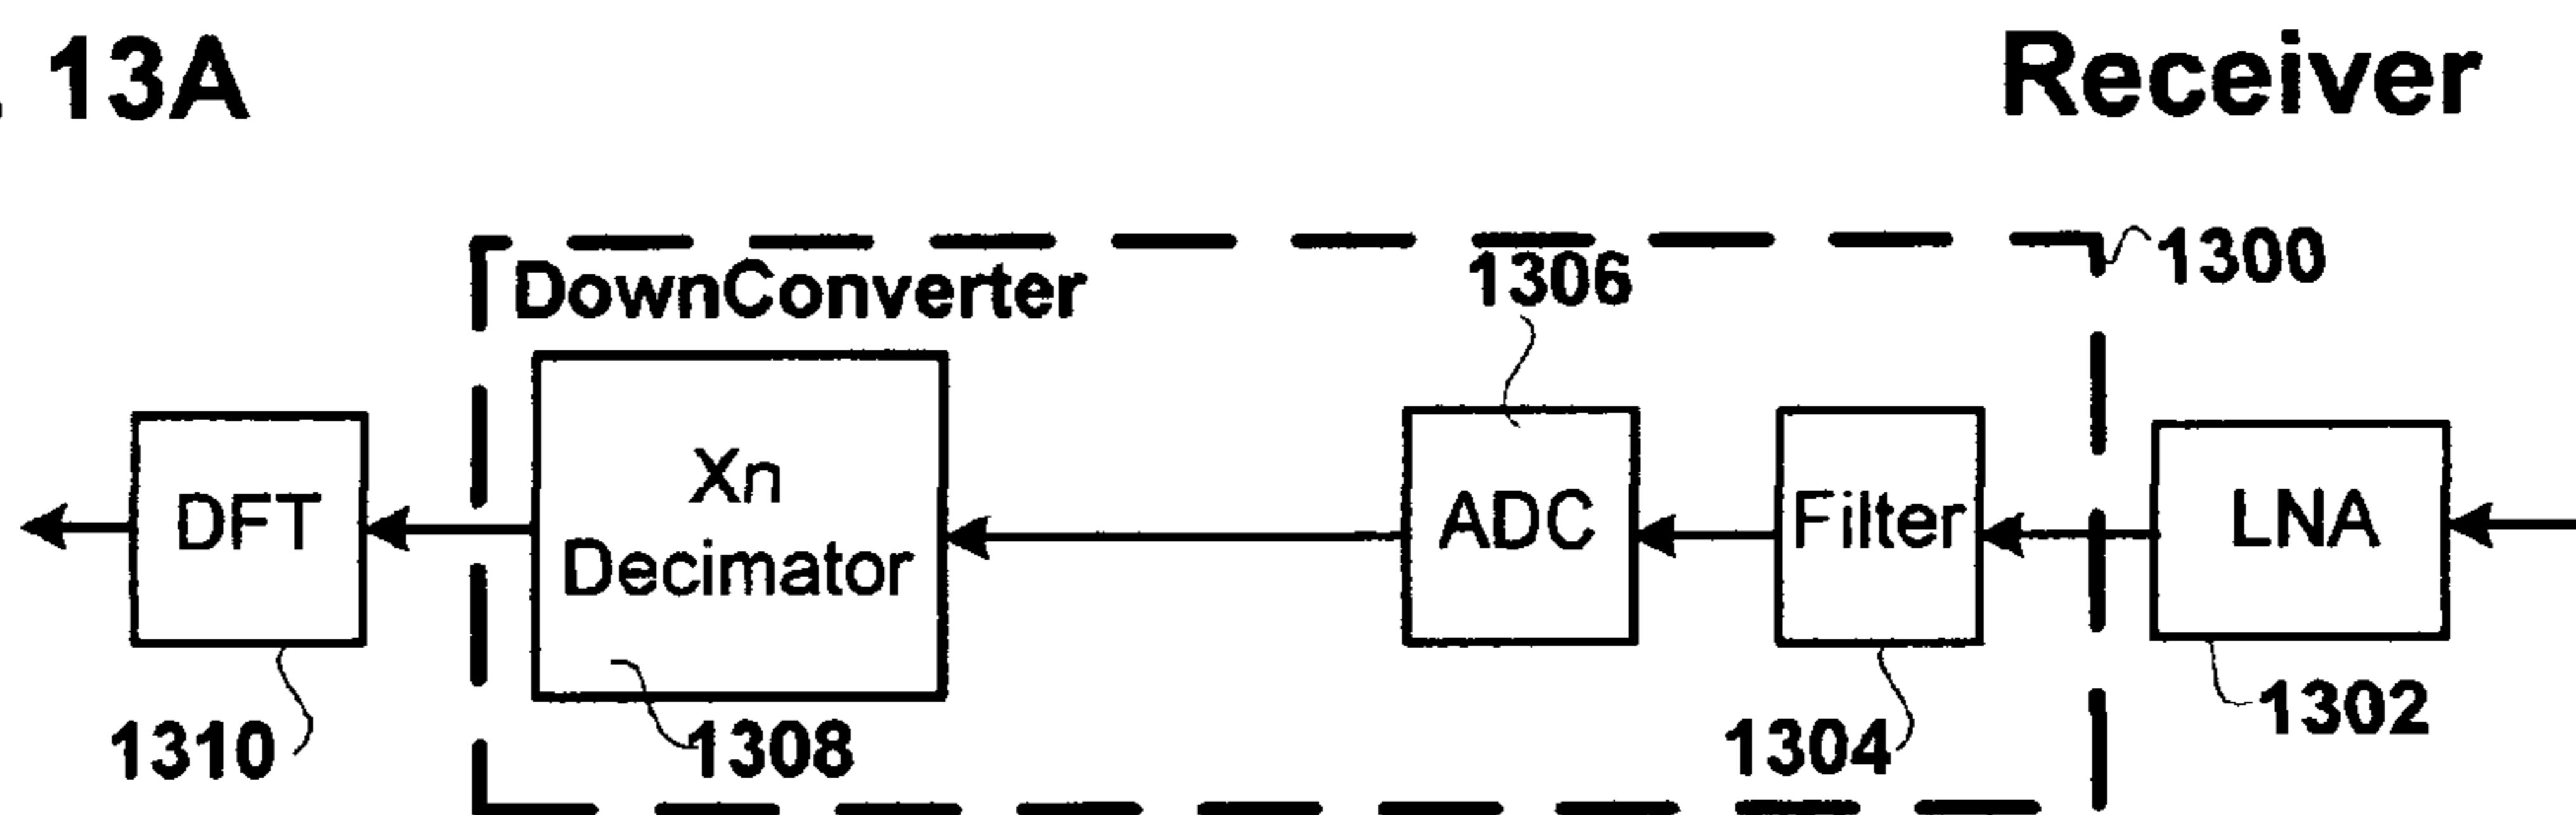 . 13A
Receiver
1300
DownConverter
1306
Xn
Decimator
DFT
ADC
Filter
LNA
1310
1308
1304
1302